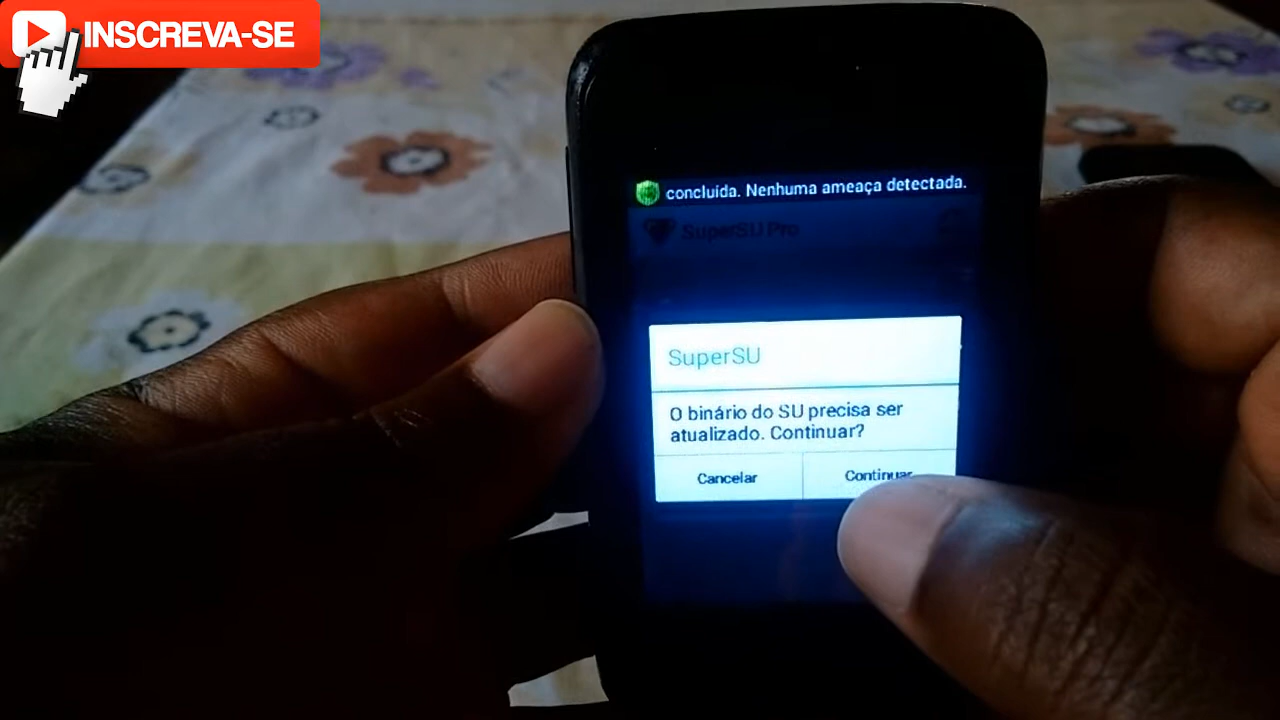 INSCREVA-SE
concluída. Nenhuma ameaça detectada.
SuperSU Pro
SuperSU
O binário do SU precisa ser
atualizado. Continuar?
Cancelar
Continuar